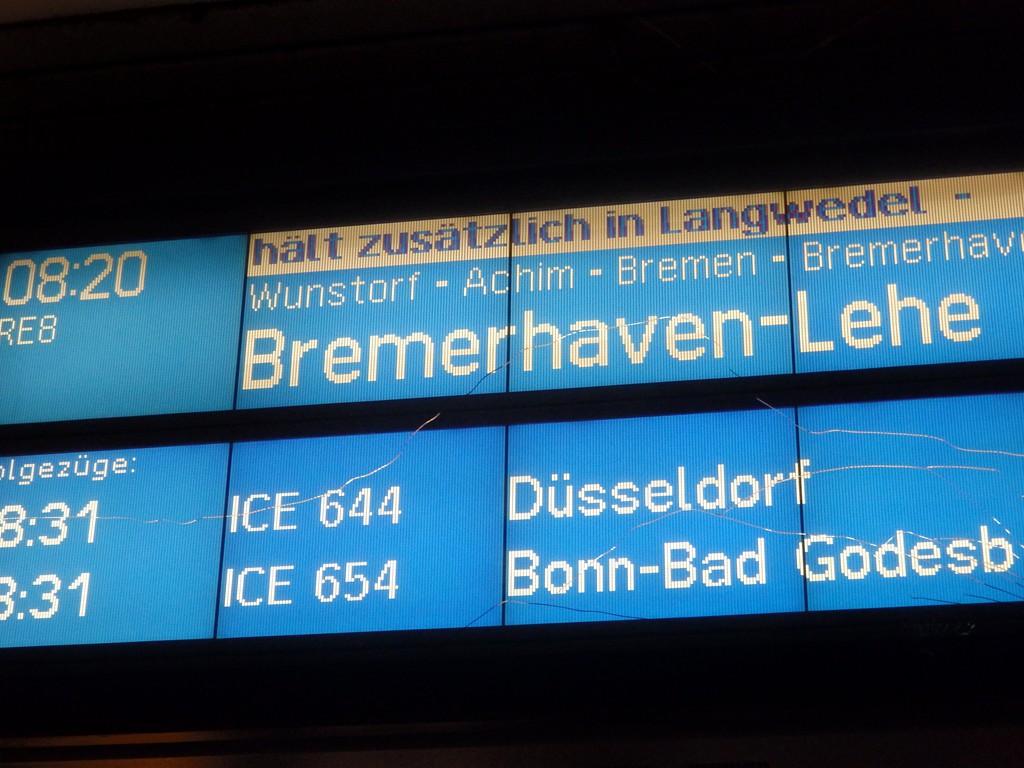 hält zusätzlich in Langwedel -
08:20
Wunstorf - Achim - Bremen - Bremerhav
RE8
Bremerhaven-Lehe
olgezüge:
8:31 ICE 644 Düsseldorf
8:31 ICE 654 Bonn-Bad Godesb